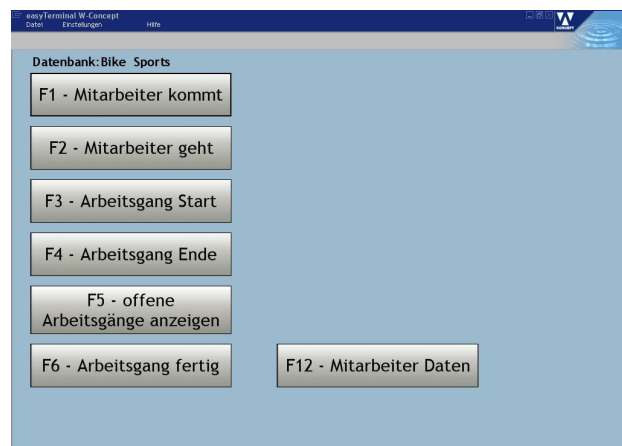 easyTerminal W-Concept
Datei Einstellungen Hilfe
W
CONCEPT
Datenbank: Bike Sports
F1 - Mitarbeiter kommt
F2 - Mitarbeiter geht
F3 - Arbeitsgang Start
F4 - Arbeitsgang Ende
F5 - offene
Arbeitsgänge anzeigen
F6 - Arbeitsgang fertig
F12 - Mitarbeiter Daten